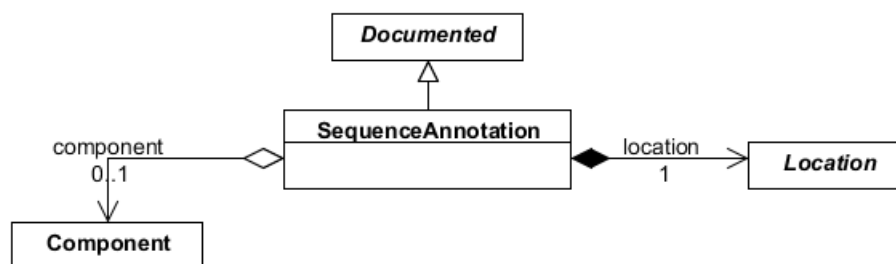 Documented
SequenceAnnotation
component
0..1
location
1
Location
Component